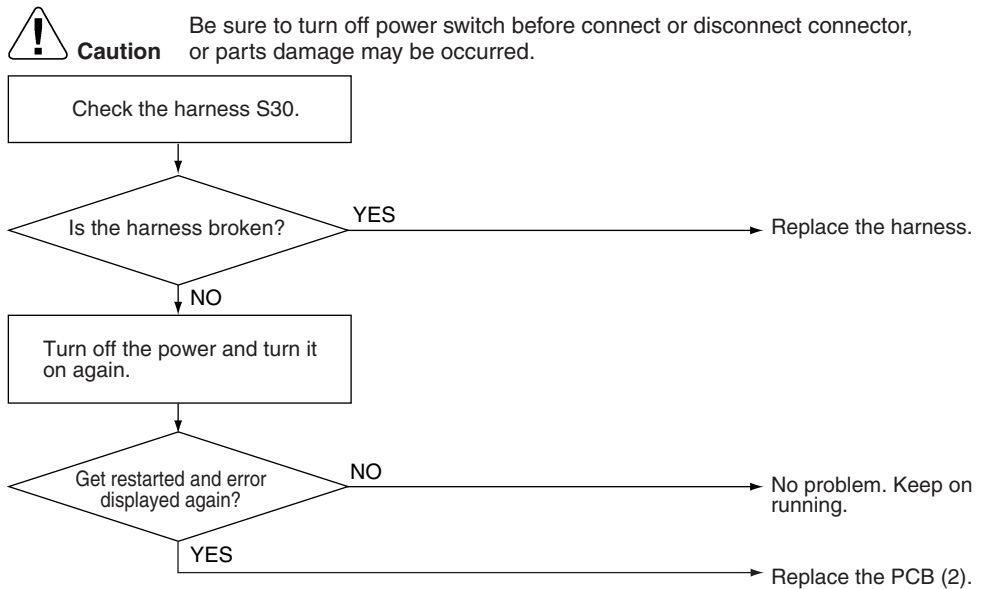 Be sure to turn off power switch before connect or disconnect connector,
Caution or parts damage may be occurred.
Check the harness S30.
Is the harness broken?
YES
Replace the harness.
NO
Turn off the power and turn it
on again.
Get restarted and error
displayed again?
NO
No problem. Keep on
running.
YES
Replace the PCB (2).